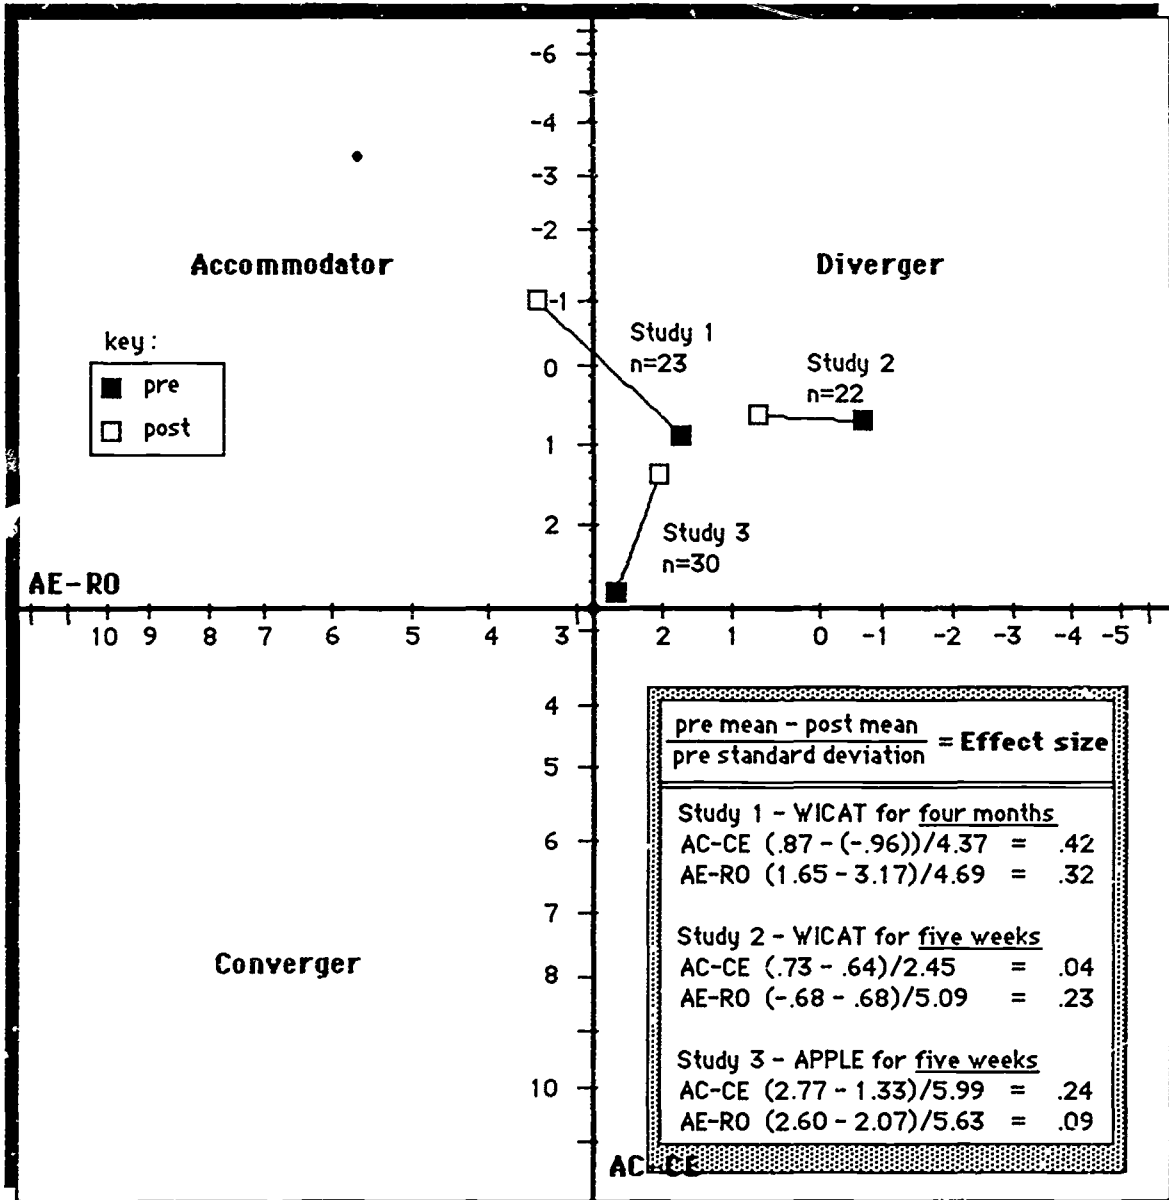 -6
-4
-3
-2
Accommodator
Diverger
-1
Study 1
n=23
key:
pre
post
0
Study 2
n=22
1
2
Study 3
n=30
AE-RO
10 9 8 7 6 5 4 3 2 1 0 -1 -2 -3 -4 -5
4
5
6
7
8
10
Converger
pre mean - post mean
pre standard deviation = Effect size
Study 1 - WICAT for four months
AC-CE (.87 - (-.96))/4.37 = .42
AE-RO (1.65 - 3.17)/4.69 = .32
Study 2 - WICAT for five weeks
AC-CE (.73 - .64)/2.45 = .04
AE-RO (-.68 - .68)/5.09 = .23
Study 3 - APPLE for five weeks
AC-CE (2.77 - 1.33)/5.99 = .24
AE-RO (2.60 - 2.07)/5.63 = .09
AC-CE